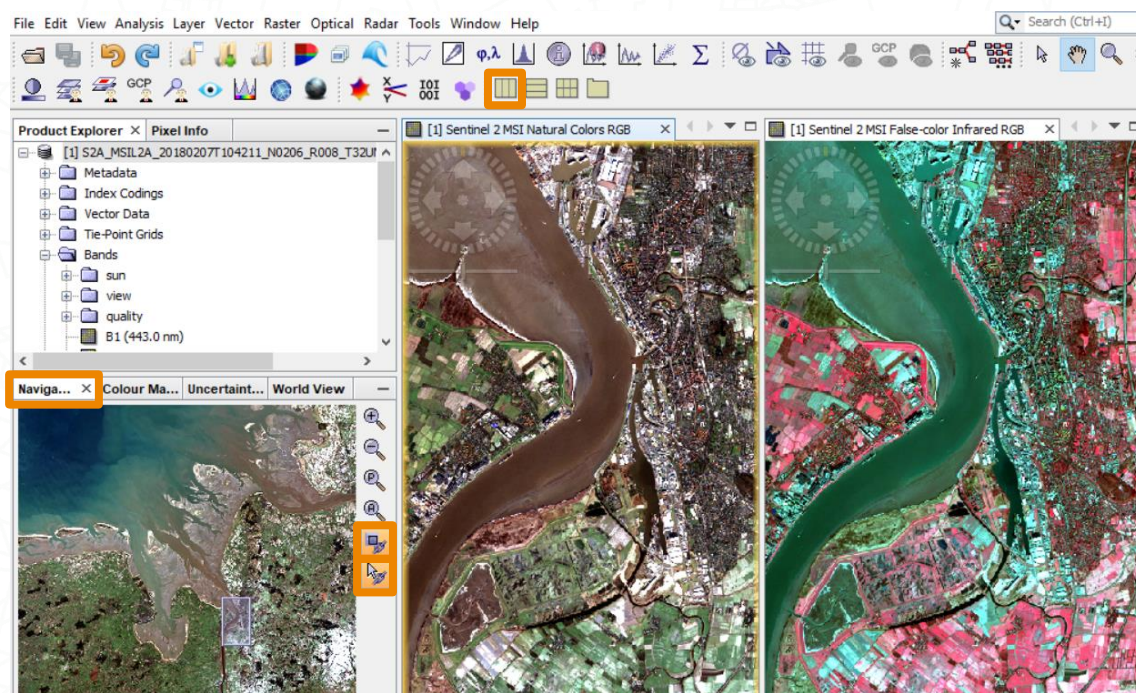 File Edit View Analysis Layer Vector Raster Optical Radar Tools Window Help
Search (Ctrl+I)
φ,λ Σ GCP
GCP X Y IOI OOI
Product Explorer × Pixel Info
[1] Sentinel 2 MSI Natural Colors RGB ×
[1] Sentinel 2 MSI False-color Infrared RGB ×
[1] S2A_MSIL2A_20180207T104211_N0206_R008_T32U
Metadata
Index Codings
Vector Data
Tie-Point Grids
Bands
sun
view
quality
B1 (443.0 nm)
Naviga... × Colour Ma... Uncertaint... World View